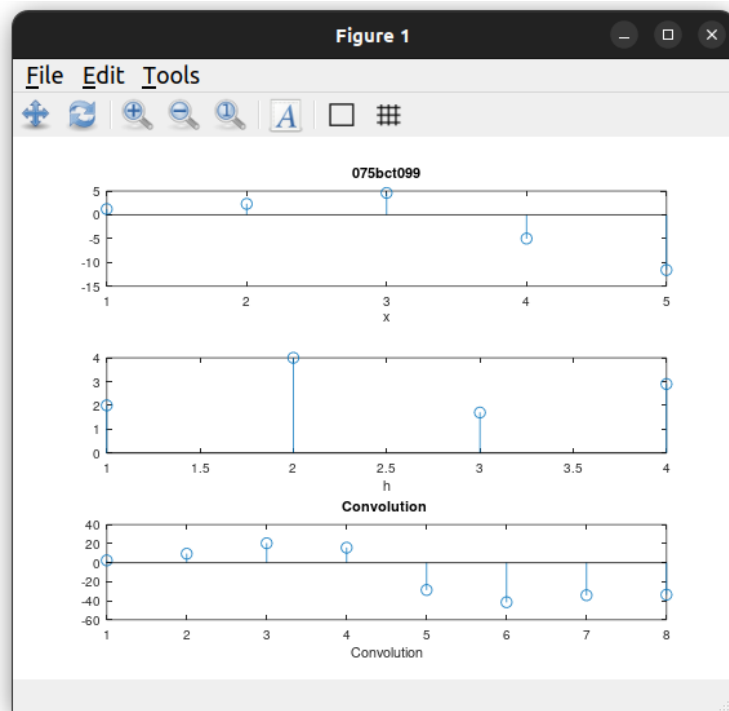 Figure 1
File Edit Tools
A
075bct099
5
0
-5
-10
-15
1 2 3 4 5
x
4
3
2
1
0
1 1.5 2 2.5 3 3.5 4
h
Convolution
40
20
0
-20
-40
-60
1 2 3 4 5 6 7 8
Convolution